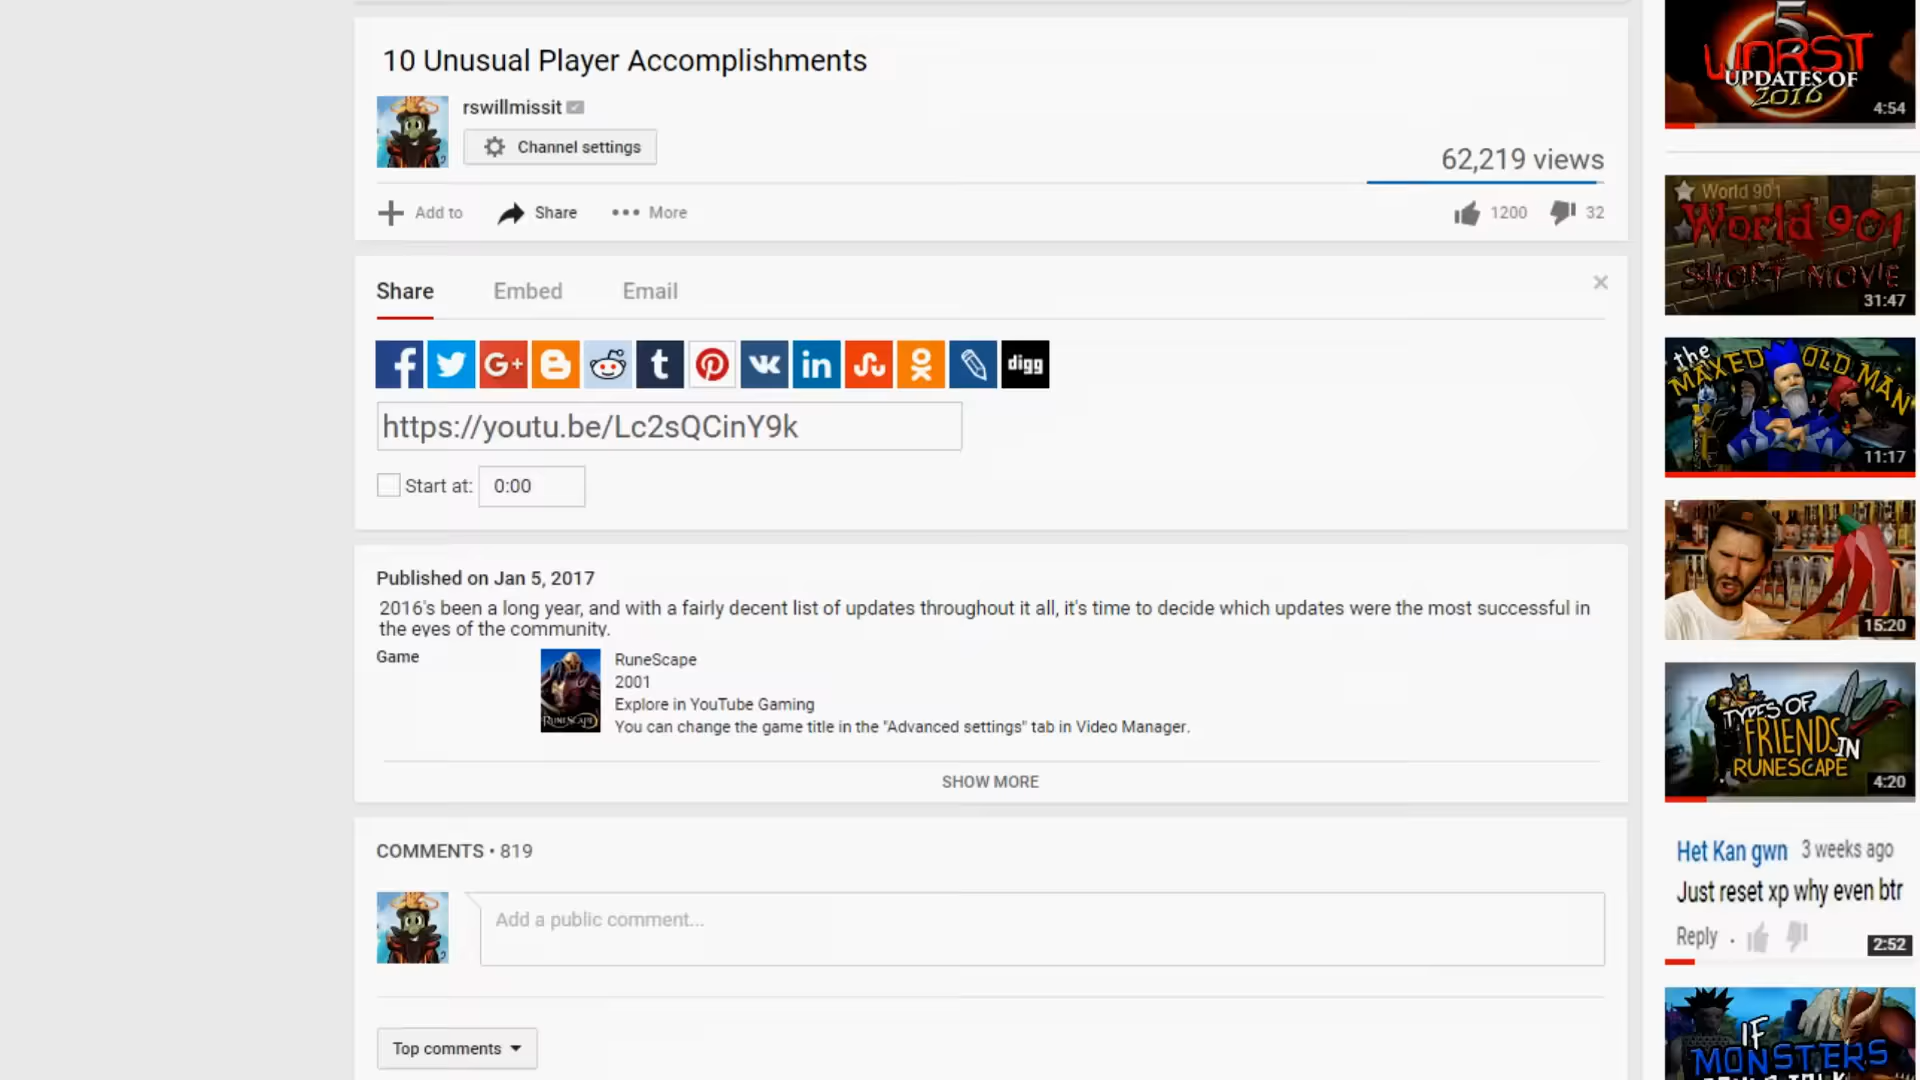 10 Unusual Player Accomplishments
rswillmissit
Channel settings
62,219 views
Add to
Share
More
1200
32
Share
Embed
Email
G+
t
in
digg
https://youtu.be/Lc2sQCinY9k
Start at:
0:00
Published on Jan 5, 2017
2016's been a long year, and with a fairly decent list of updates throughout it all, it's time to decide which updates were the most successful in
the eyes of the community.
Game
RUNESCAPE
RuneScape
2001
Explore in YouTube Gaming
You can change the game title in the "Advanced settings" tab in Video Manager.
SHOW MORE
COMMENTS • 819
Add a public comment...
Top comments
5
WORST
UPDATES OF
2016
4:54
World 901
World 901
SHORT MOVIE
31:47
the
MAXED OLD MAN
11:17
15:20
TYPES OF
FRIENDS IN
RUNESCAPE
4:20
Het Kan gwn 3 weeks ago
Just reset xp why even btr
Reply
2:52
IF
MONSTERS